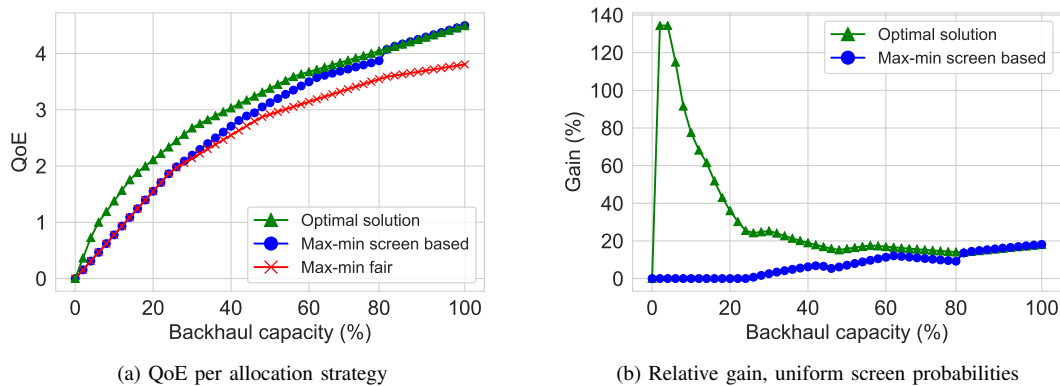 4
3
2
1
0
QoE
0
20
40
60
80
100
Backhaul capacity (%)
Optimal solution
Max-min screen based
Max-min fair
(a) QoE per allocation strategy
140
120
100
80
60
40
20
0
Gain (%)
0
20
40
60
80
100
Backhaul capacity (%)
Optimal solution
Max-min screen based
(b) Relative gain, uniform screen probabilities